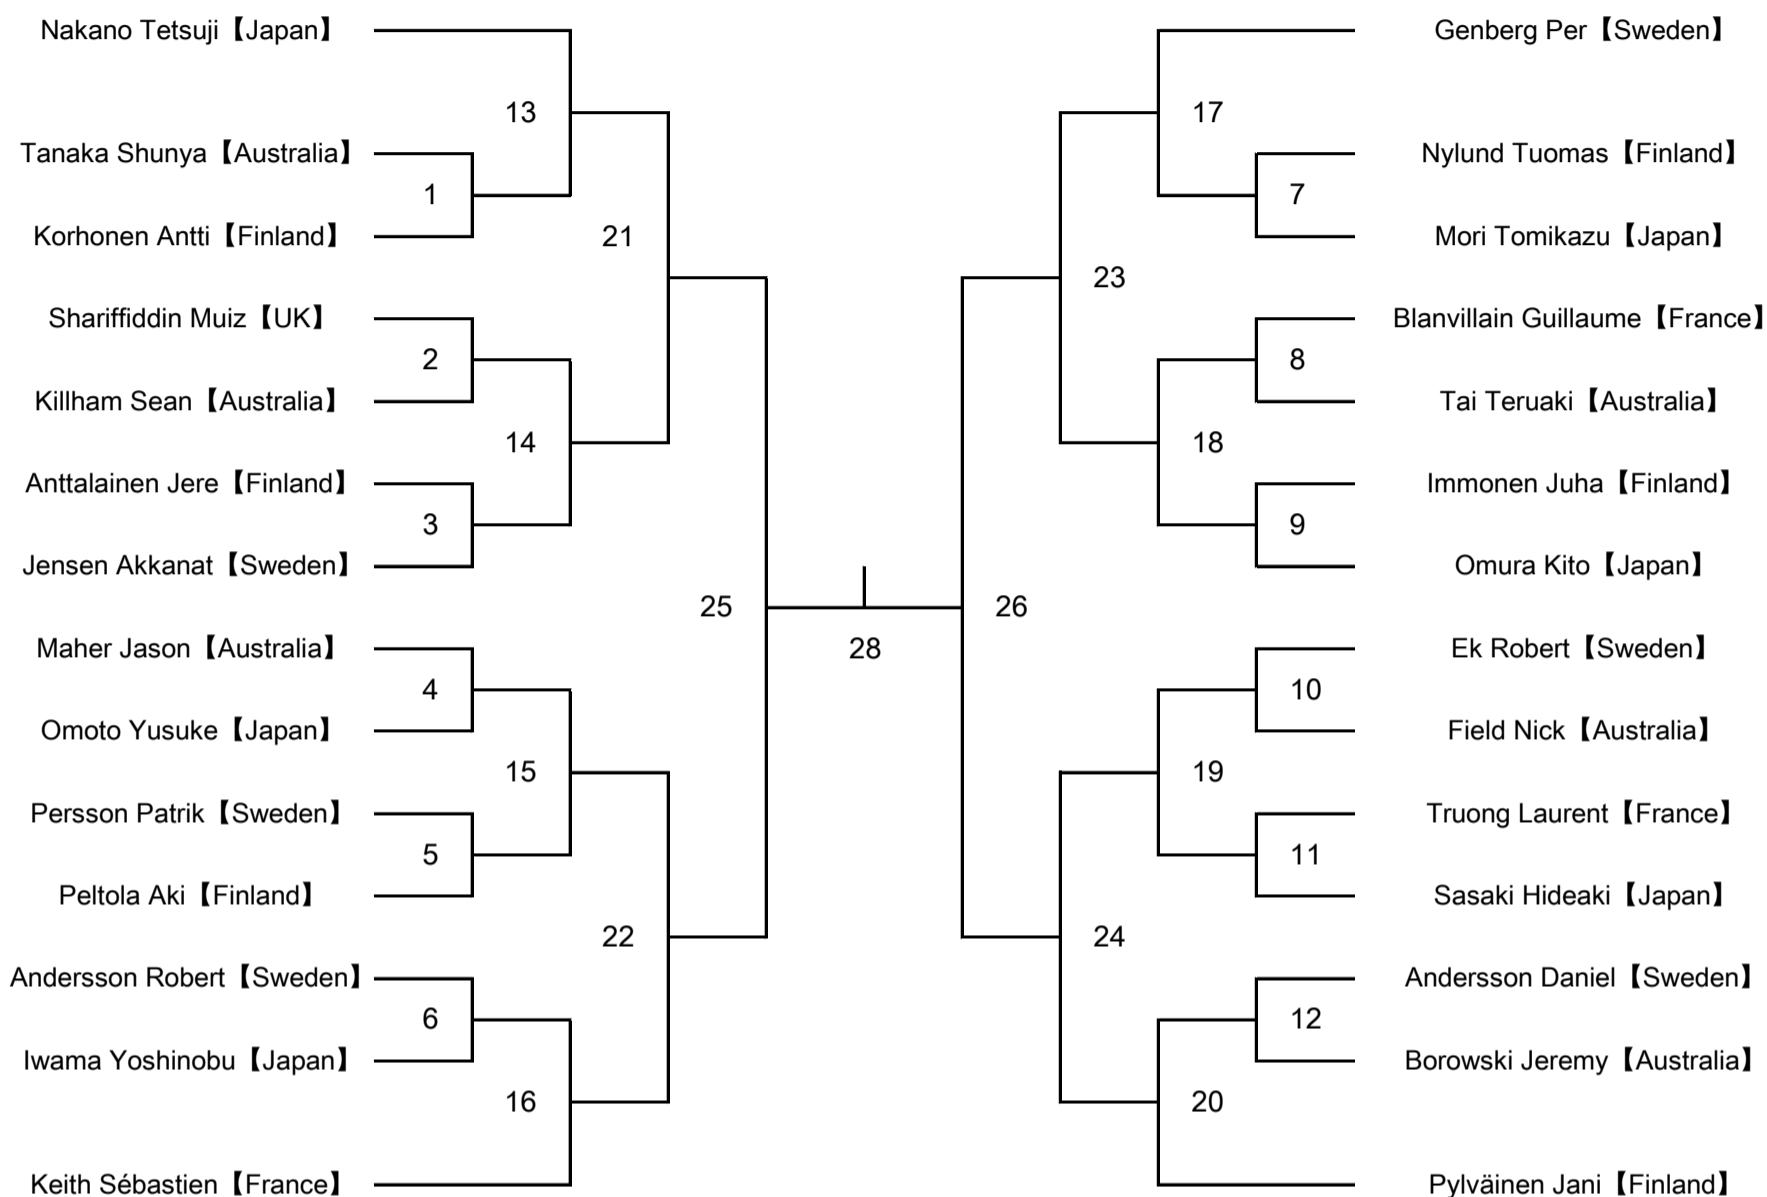 Nakano Tetsuji【Japan】
13
Tanaka Shunya【Australia】
1
Korhonen Antti【Finland】
21
Shariffiddin Muiz【UK】
2
Killham Sean【Australia】
14
Anttalainen Jere【Finland】
3
Jensen Akkanat【Sweden】
25
Maher Jason【Australia】
4
Omoto Yusuke【Japan】
15
Persson Patrik【Sweden】
5
Peltola Aki【Finland】
22
Andersson Robert【Sweden】
6
Iwama Yoshinobu【Japan】
16
Keith Sébastien【France】
28
Genberg Per【Sweden】
17
Nylund Tuomas【Finland】
7
Mori Tomikazu【Japan】
23
Blanvillain Guillaume【France】
8
Tai Teruaki【Australia】
18
Immonen Juha【Finland】
9
Omura Kito【Japan】
26
Ek Robert【Sweden】
10
Field Nick【Australia】
19
Truong Laurent【France】
11
Sasaki Hideaki【Japan】
24
Andersson Daniel【Sweden】
12
Borowski Jeremy【Australia】
20
Pylväinen Jani【Finland】